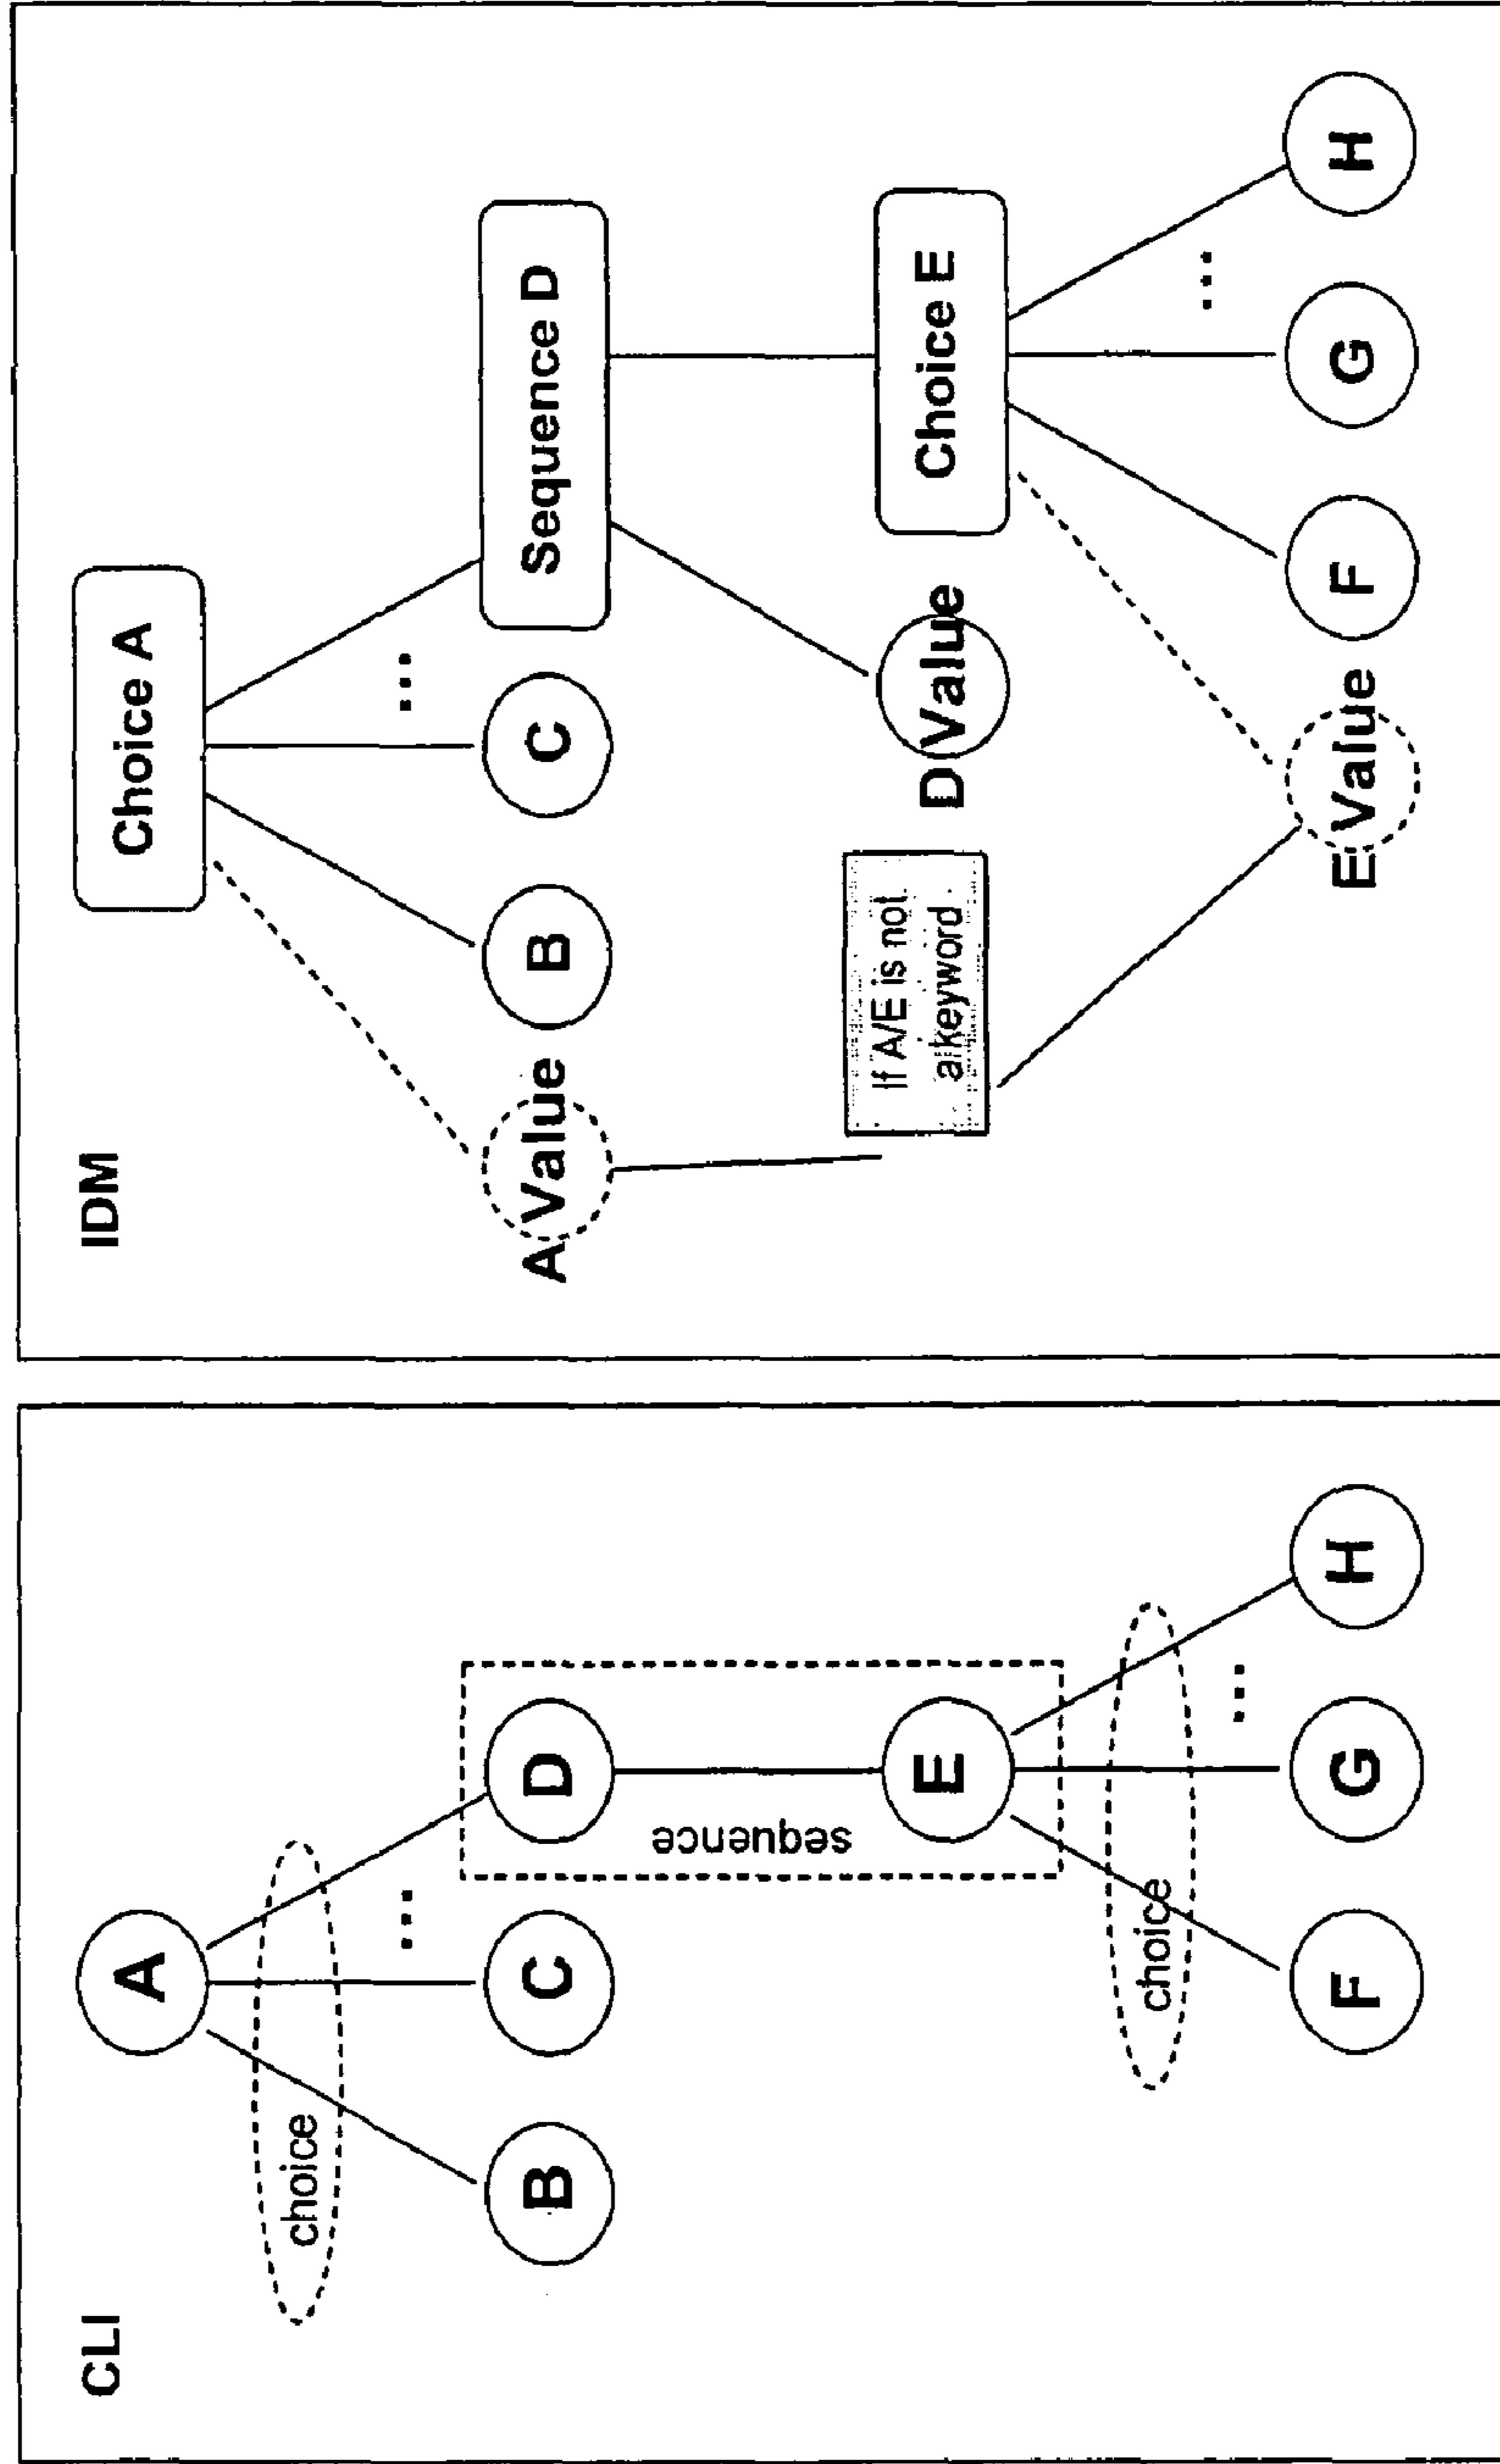 CLI
A
choice
B
C
...
D
sequence
E
choice
...
F
G
H
IDM
Choice A
...
A Value
B
C
Sequence D
If A/E is not
a keyword
D Value
Choice E
...
E Value
F
G
H